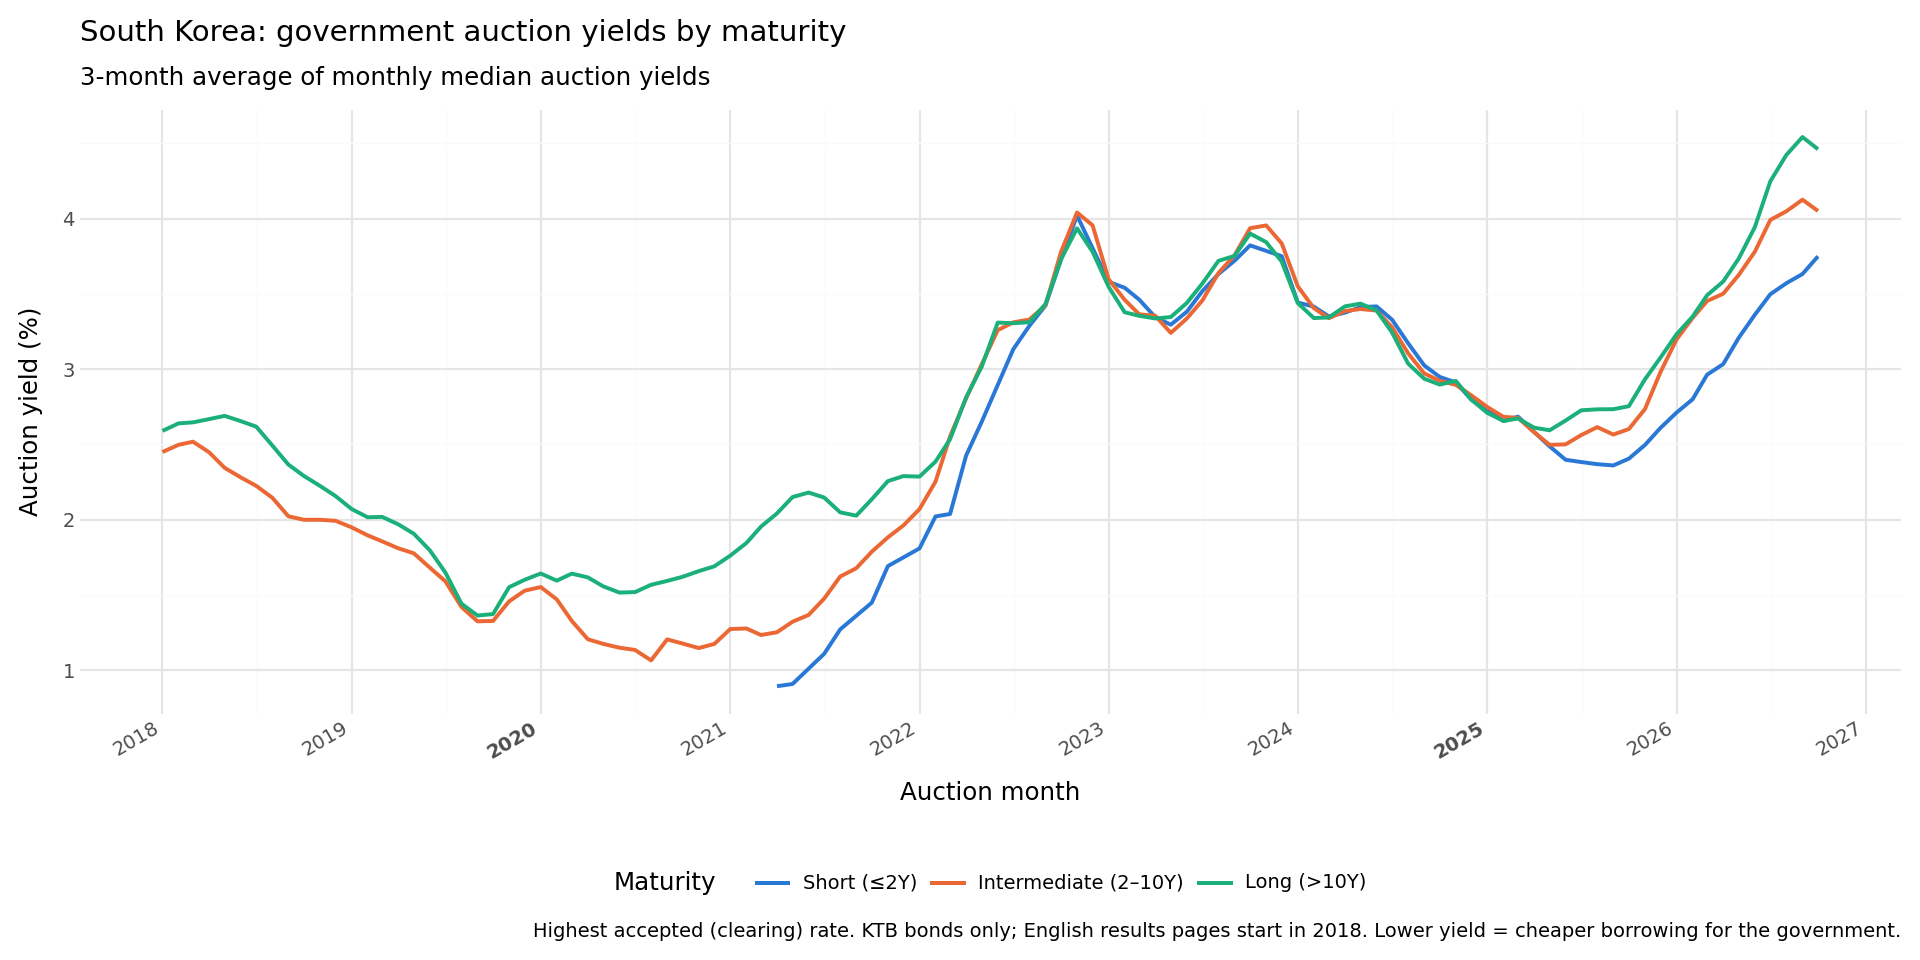 South Korea: government auction yields by maturity
3-month average of monthly median auction yields
Auction yield (%)
4
3
2
1
2018
2019
2020
2021
2022
2023
2024
2025
2026
2027
Auction month
Maturity
Short (≤2Y)
Intermediate (2–10Y)
Long (>10Y)
Highest accepted (clearing) rate. KTB bonds only; English results pages start in 2018. Lower yield = cheaper borrowing for the government.